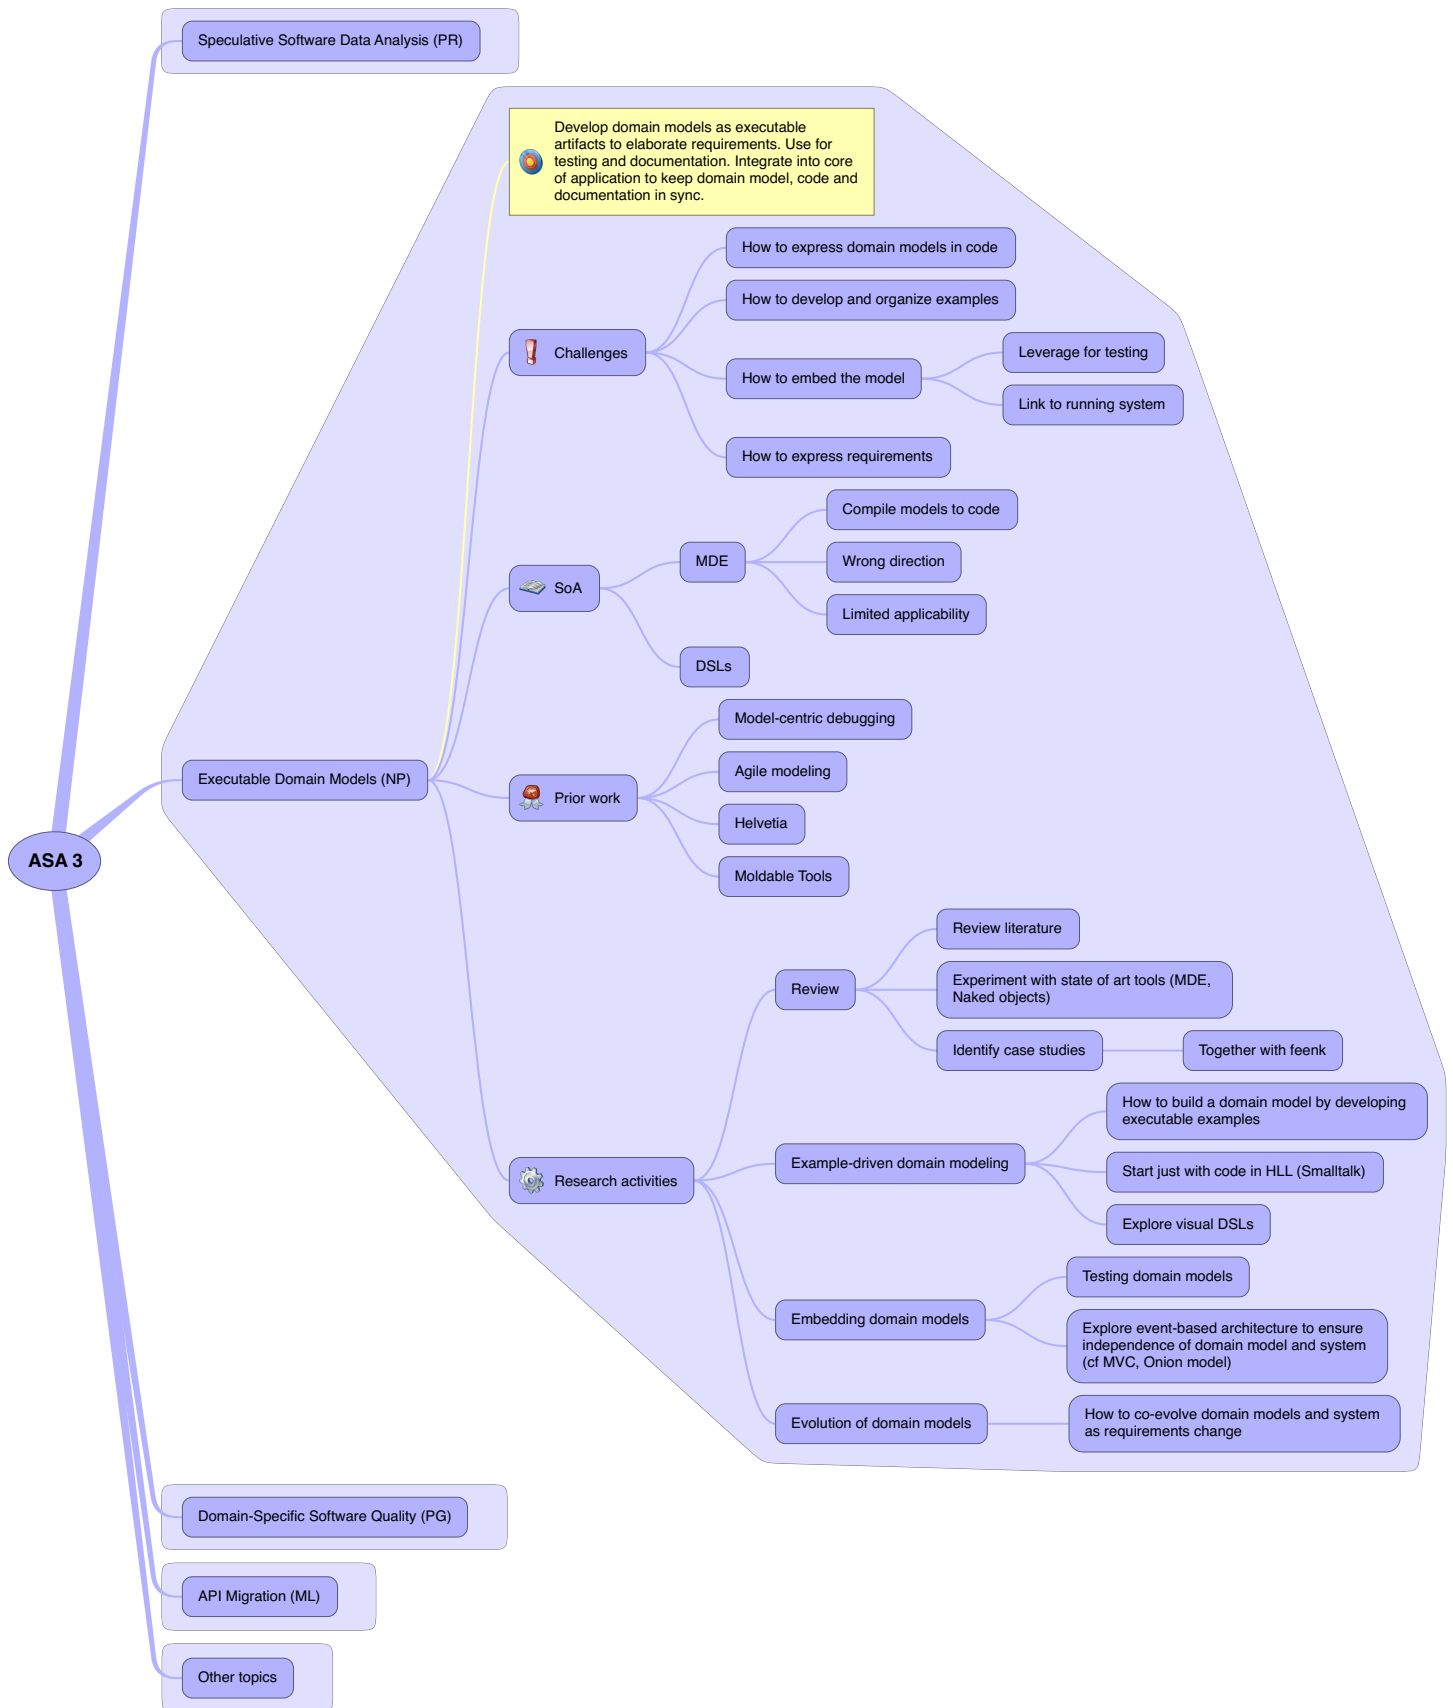 Speculative Software Data Analysis (PR)
Develop domain models as executable
artifacts to elaborate requirements. Use for
testing and documentation. Integrate into core
of application to keep domain model, code and
documentation in sync.
How to express domain models in code
How to develop and organize examples
Challenges
Leverage for testing
How to embed the model
Link to running system
How to express requirements
Compile models to code
MDE
Wrong direction
SoA
Limited applicability
DSLs
Model-centric debugging
Agile modeling
Executable Domain Models (NP)
Prior work
Helvetia
Moldable Tools
ASA 3
Review literature
Review
Experiment with state of art tools (MDE,
Naked objects)
Identify case studies
Together with feenk
How to build a domain model by developing
executable examples
Example-driven domain modeling
Start just with code in HLL (Smalltalk)
Research activities
Explore visual DSLs
Testing domain models
Embedding domain models
Explore event-based architecture to ensure
independence of domain model and system
(cf MVC, Onion model)
Evolution of domain models
How to co-evolve domain models and system
as requirements change
Domain-Specific Software Quality (PG)
API Migration (ML)
Other topics